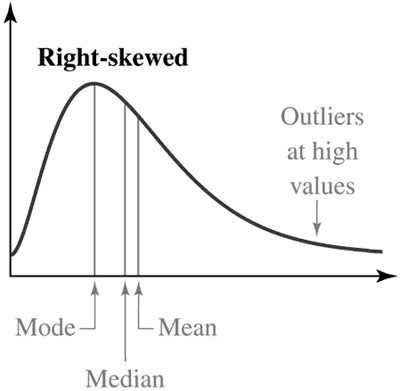 Right-skewed
Outliers
at high
values
Mode
Mean
Median